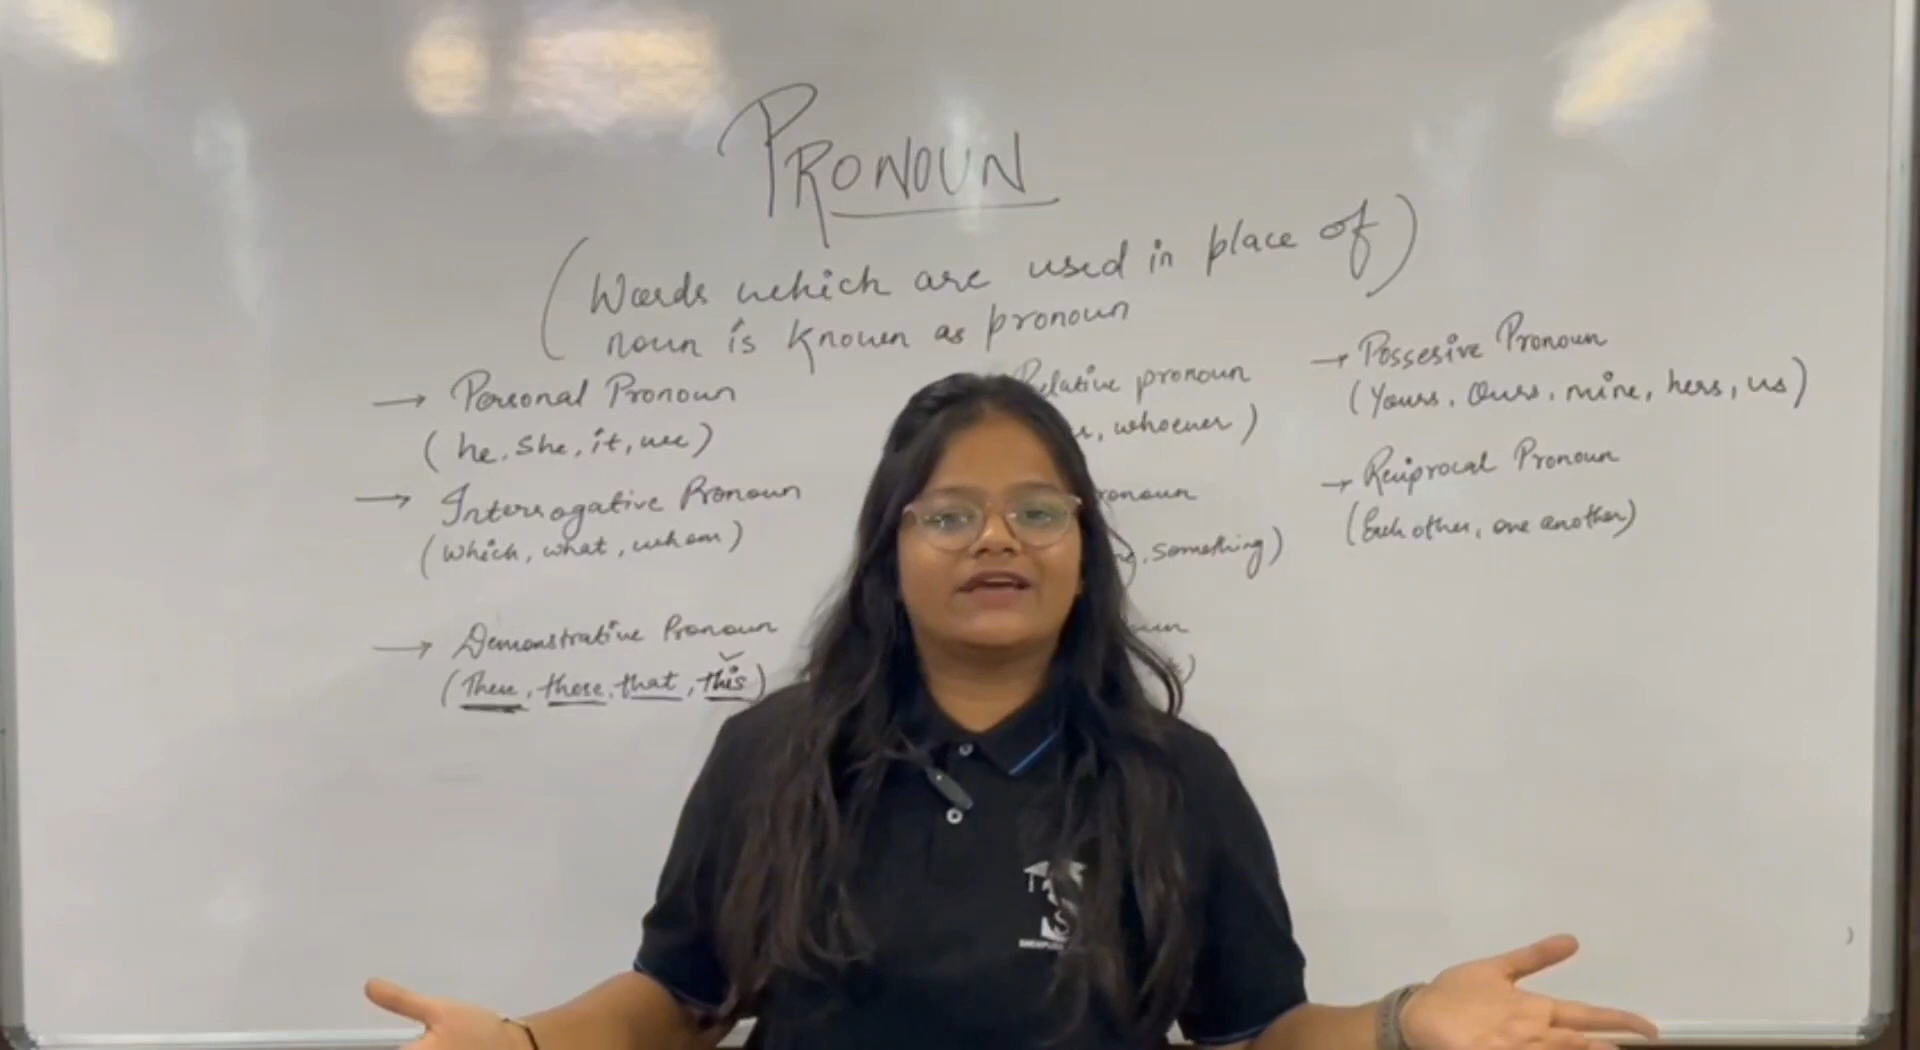 PRONOUN
(Words which are used in place of)
noun is known as pronoun
→ Personal Pronoun
(he, She, it, we)
→ Interrogative Pronoun
(which, what, whom)
→ Demonstrative Pronoun
(These, those, that, this)
Relative pronoun
, whoever)
, something)
→ Possesive Pronoun
(Yours, Ours, mine, hers, us)
→ Reciprocal Pronoun
(Each other, one another)